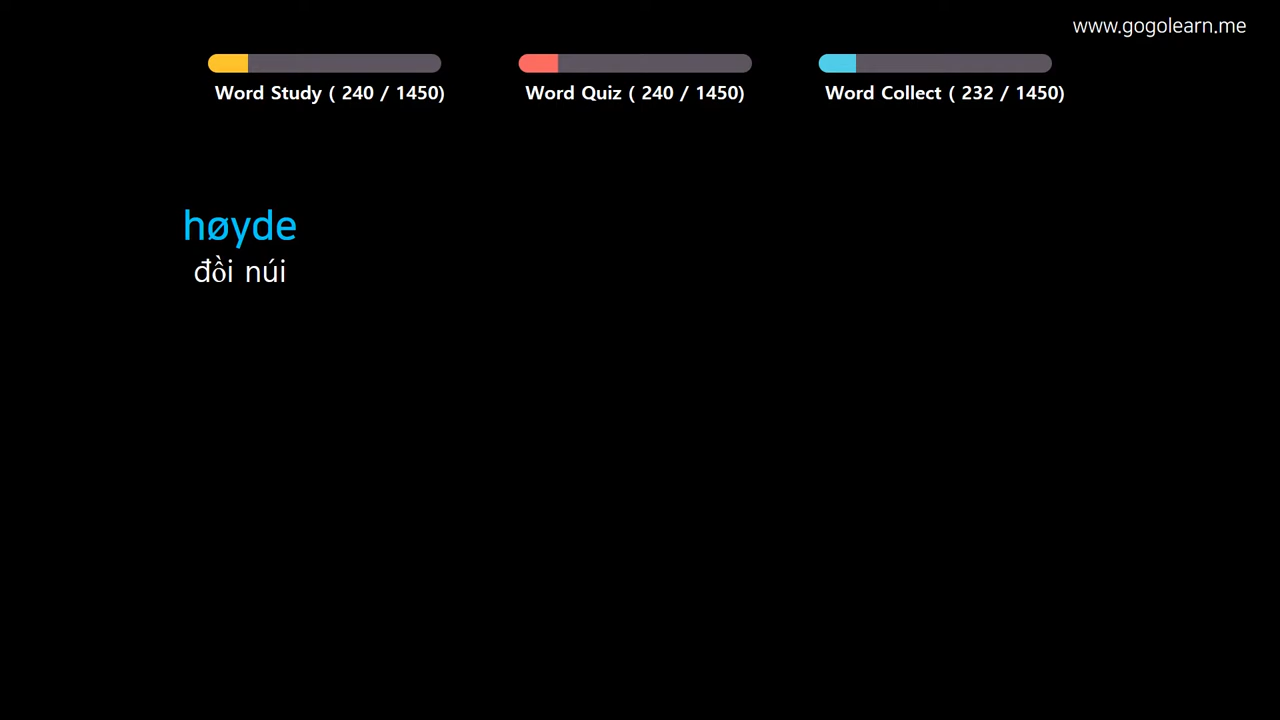 www.gogolearn.me
Word Study ( 240 / 1450)
Word Quiz ( 240 / 1450)
Word Collect ( 232 / 1450)
høyde
đồi núi